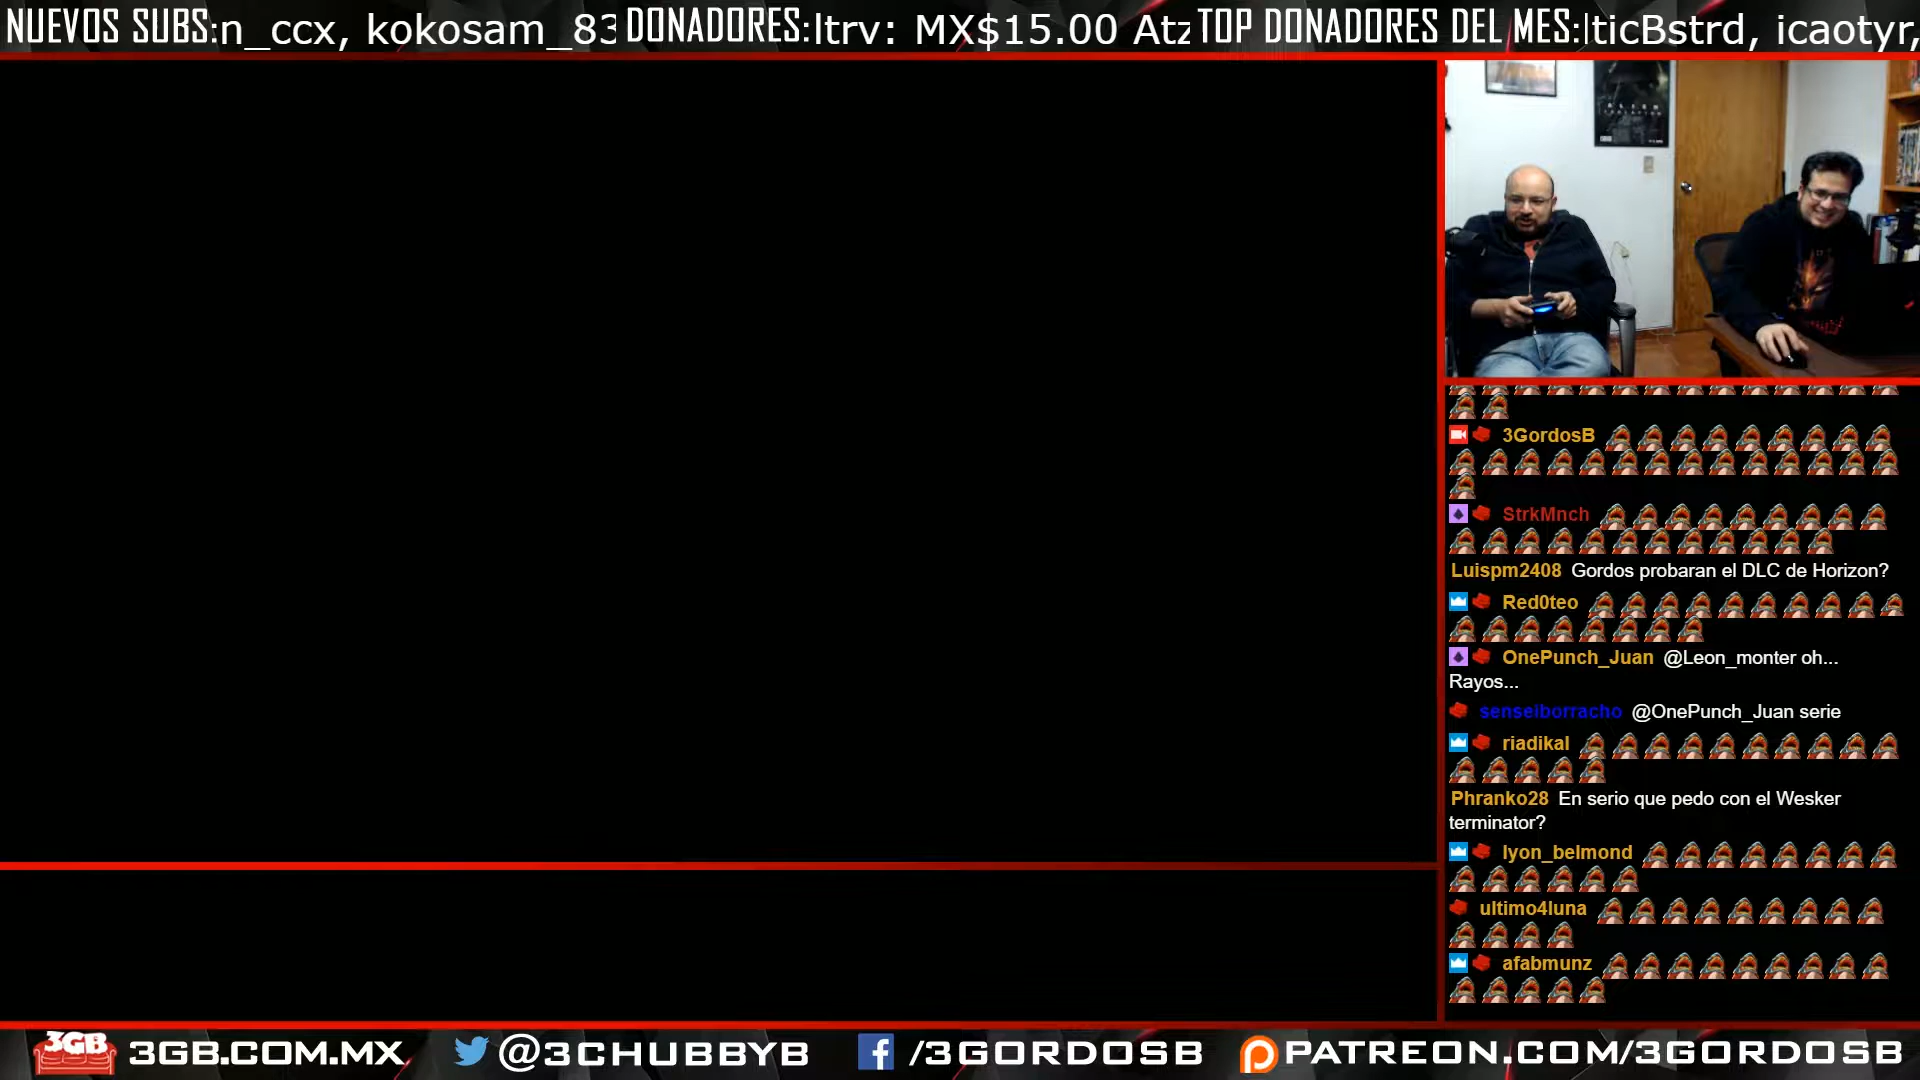 NUEVOS SUBS: n_ccx, kokosam_83 DONADORES: ltrv: MX$15.00 Atz TOP DONADORES DEL MES: lticBstrd, icaotyr,
ALIEN
3GordosB
StrkMnch
Luispm2408 Gordos probaran el DLC de Horizon?
Red0teo
OnePunch_Juan @Leon_monter oh...
Rayos...
senseiborracho @OnePunch_Juan serie
riadikal
Phranko28 En serio que pedo con el Wesker
terminator?
lyon_belmond
ultimo4luna
afabmunz
3GB 3GB.COM.MX @3CHUBBYB /3GORDOSB PATREON.COM/3GORDOSB